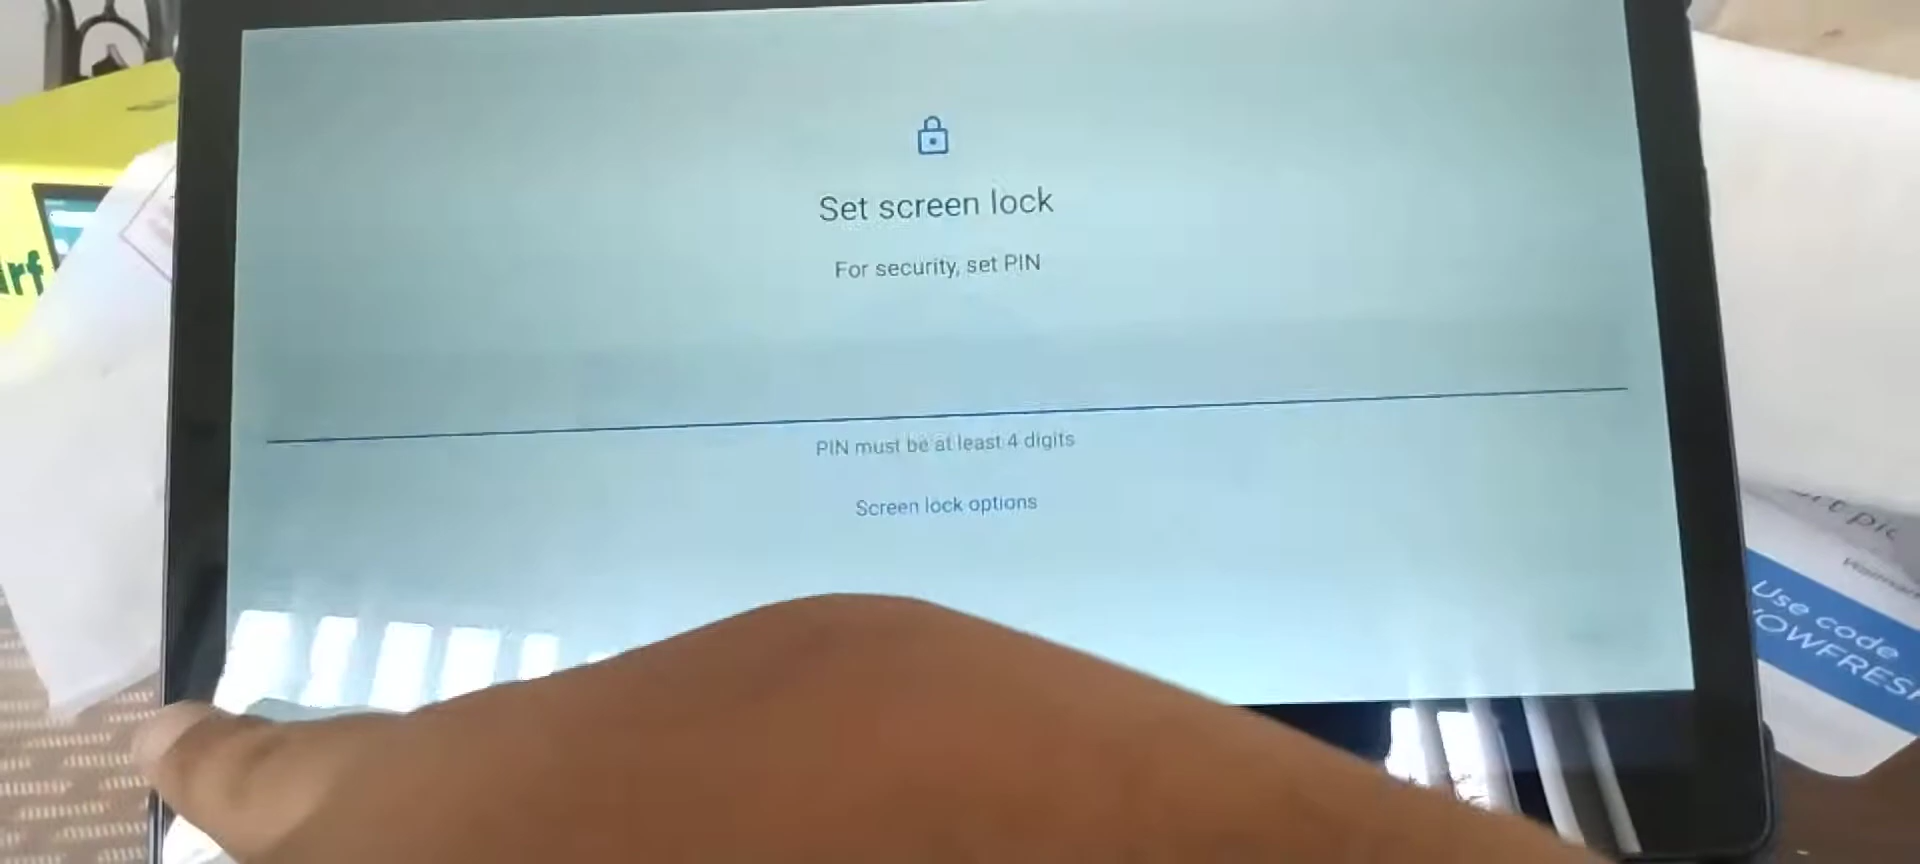 Set screen lock
For security, set PIN
PIN must be at least 4 digits
Screen lock options
Use code